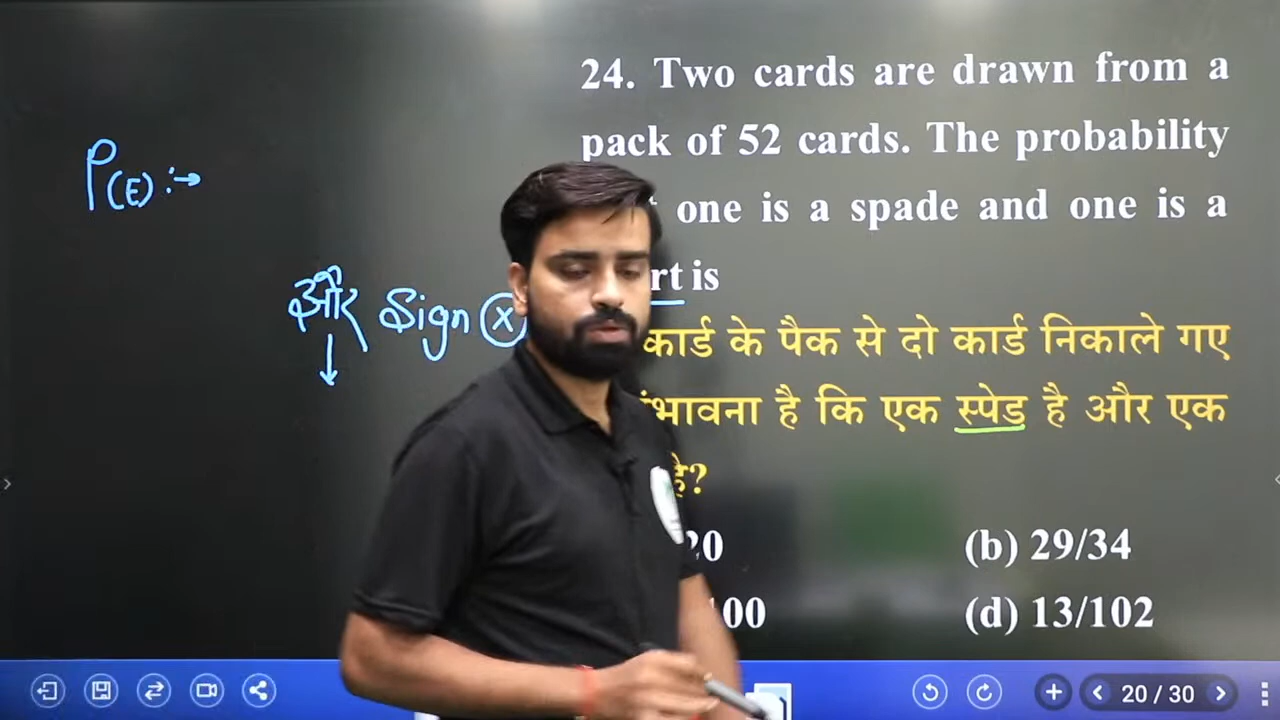 24. Two cards are drawn from a
pack of 52 cards. The probability
one is a spade and one is a
rt is
कार्ड के पैक से दो कार्ड निकाले गए
ंभावना है कि एक स्पेड है और एक
है?
20
(b) 29/34
00
(d) 13/102
P(E) :→
और Sign (×)
20 / 30